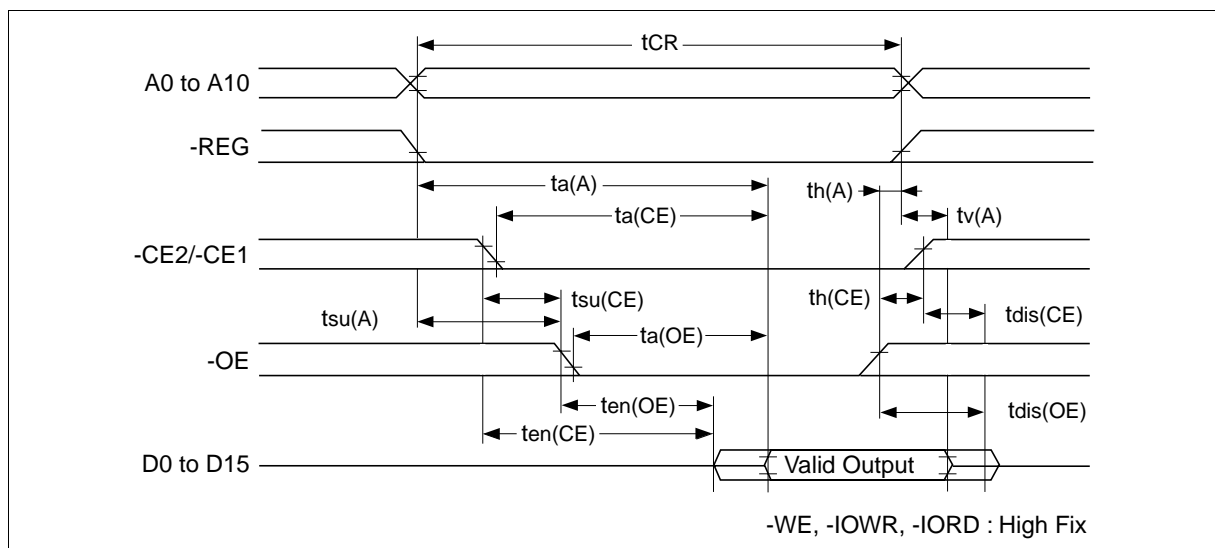 tCR
A0 to A10
-REG
ta(A)
th(A)
ta(CE)
tv(A)
-CE2/-CE1
tsu(CE)
th(CE)
tsu(A)
tdis(CE)
ta(OE)
-OE
ten(OE)
tdis(OE)
ten(CE)
D0 to D15
Valid Output
-WE, -IOWR, -IORD : High Fix